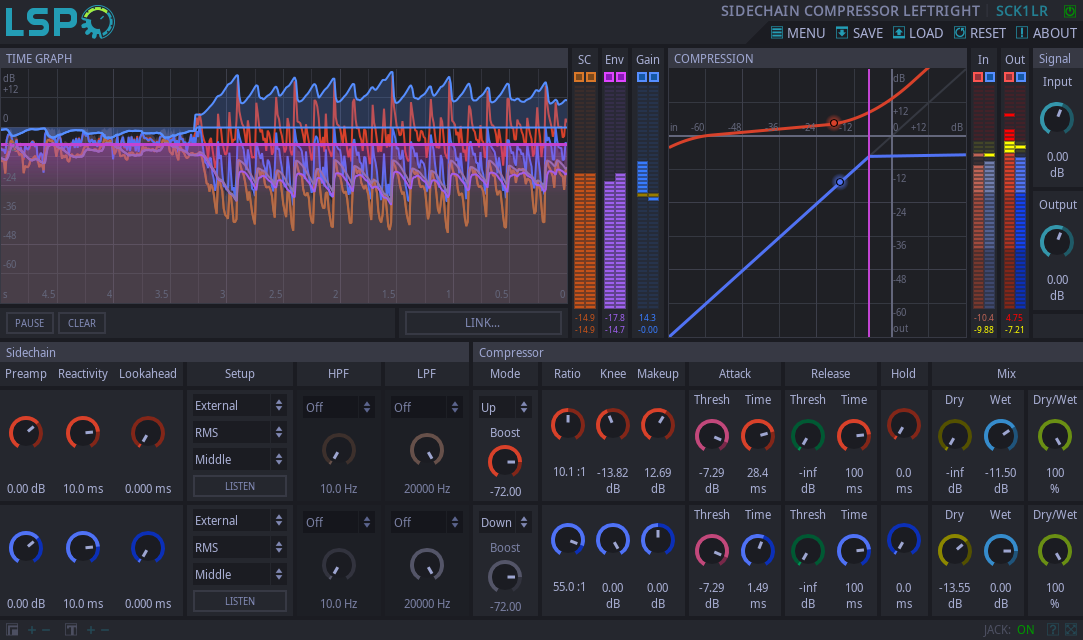 LSP
SIDECHAIN COMPRESSOR LEFTRIGHT SCK1LR
MENU SAVE LOAD RESET ABOUT
TIME GRAPH
SC Env Gain
COMPRESSION
In Out
Signal
dB
+12
0
-24
-36
-48
-60
s 4.5 4 3.5 3 2.5 2 1.5 1 0.5 0
dB
+12
in -60 -48 -36 -24 -12 0 +12 dB
-12
-24
-36
-48
-60
out
Input
0.00
dB
Output
0.00
dB
-14.9 -17.8 14.3
-14.9 -14.7 -0.00
-10.4 4.75
-9.88 -7.21
PAUSE CLEAR LINK...
Sidechain
Compressor
Preamp Reactivity Lookahead Setup HPF LPF Mode Ratio Knee Makeup Attack Release Hold Mix
External Off Off Up
RMS
Middle
LISTEN
Boost
0.00 dB 10.0 ms 0.000 ms 10.0 Hz 20000 Hz -72.00
10.1 :1 -13.82 dB 12.69 dB
Thresh Time Thresh Time Dry Wet Dry/Wet
-7.29 28.4 -inf 100 0.0 -inf -11.50 100
dB ms dB ms ms dB dB %
External Off Off Down
RMS
Middle
LISTEN
Boost
0.00 dB 10.0 ms 0.000 ms 10.0 Hz 20000 Hz -72.00
55.0 :1 0.00 dB 0.00 dB
Thresh Time Thresh Time Dry Wet Dry/Wet
-7.29 1.49 -inf 100 0.0 -13.55 0.00 100
dB ms dB ms ms dB dB %
JACK: ON